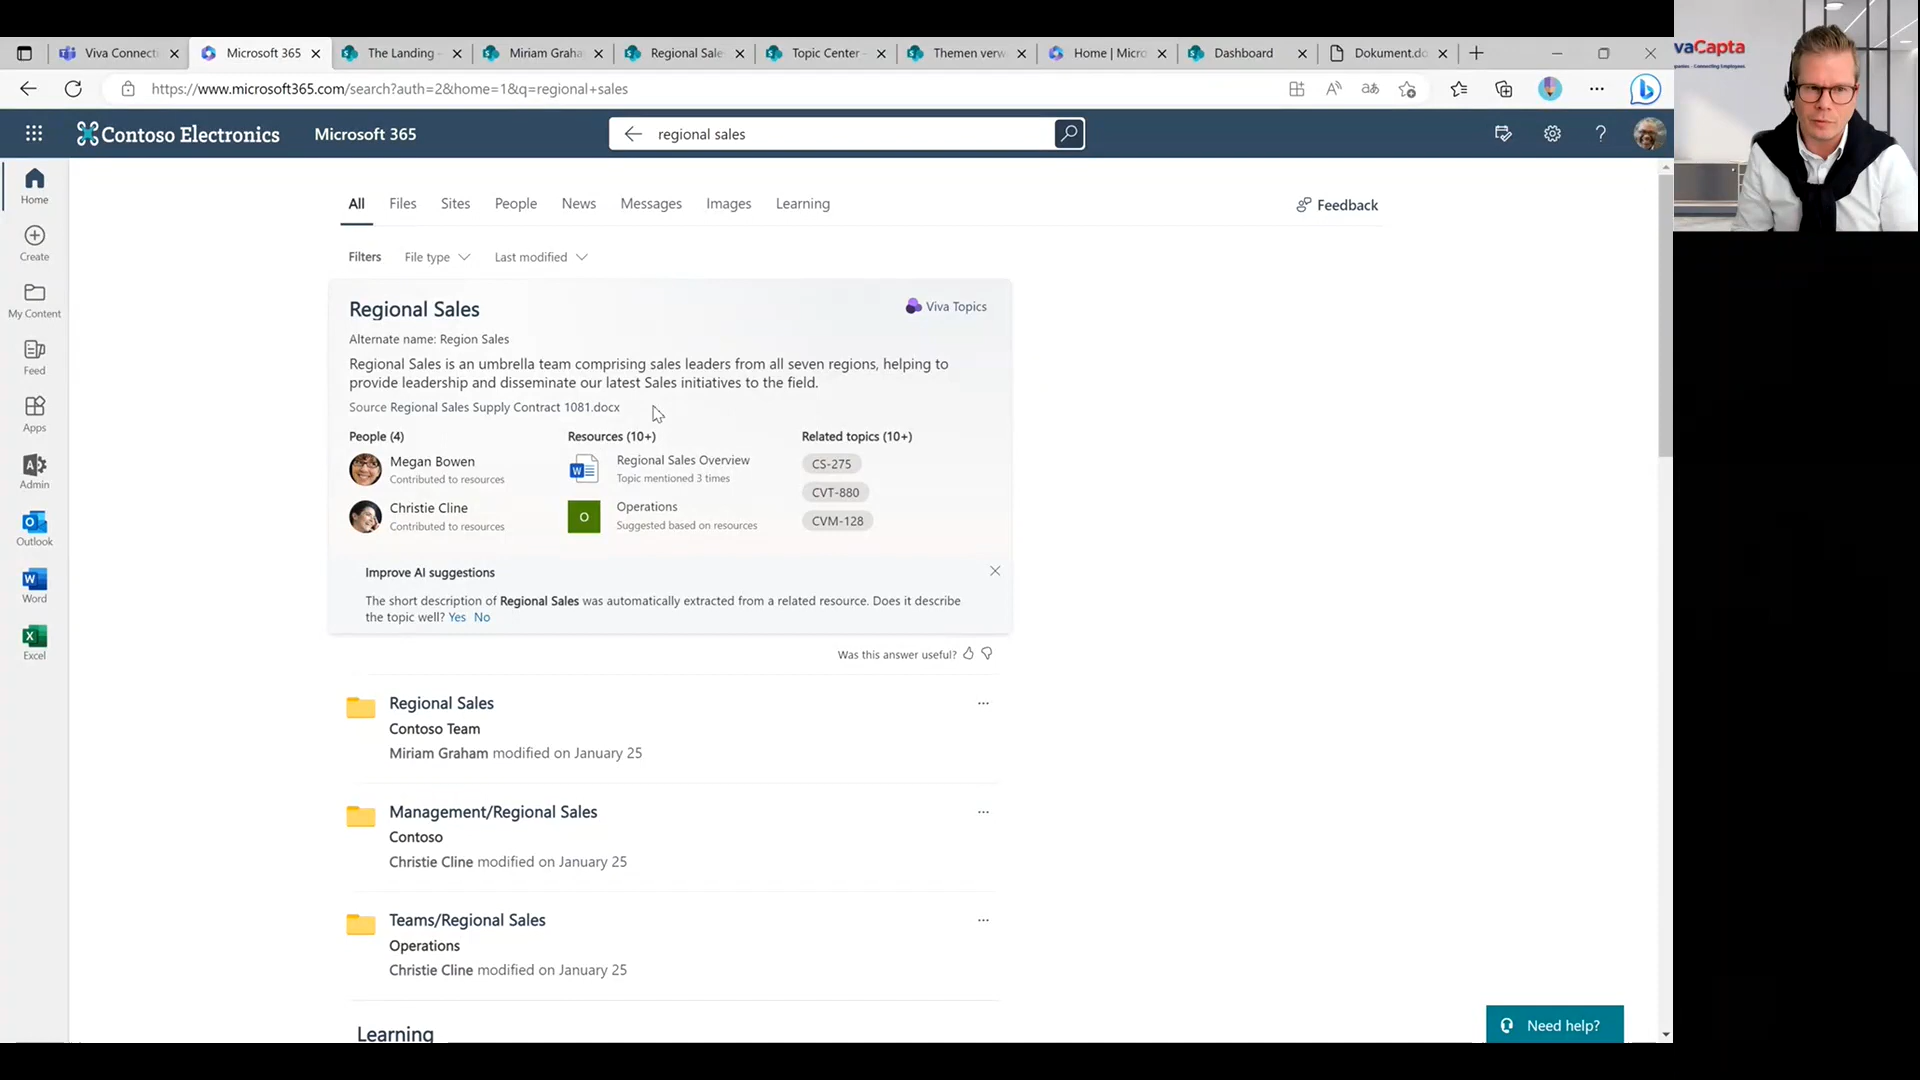 Viva Connecti
Microsoft 365
The Landing -
Miriam Graha
Regional Sale
Topic Center -
Themen verw
Home | Micro
Dashboard
Dokument.do
https://www.microsoft365.com/search?auth=2&home=1&q=regional+sales
Contoso Electronics
Microsoft 365
regional sales
vaCapta
Home
Create
My Content
Feed
Apps
Admin
Outlook
Word
Excel
All
Files
Sites
People
News
Messages
Images
Learning
Feedback
Filters
File type
Last modified
Regional Sales
Viva Topics
Alternate name: Region Sales
Regional Sales is an umbrella team comprising sales leaders from all seven regions, helping to
provide leadership and disseminate our latest Sales initiatives to the field.
Source Regional Sales Supply Contract 1081.docx
People (4)
Megan Bowen
Contributed to resources
Christie Cline
Contributed to resources
Resources (10+)
Regional Sales Overview
Topic mentioned 3 times
O
Operations
Suggested based on resources
Related topics (10+)
CS-275
CVT-880
CVM-128
Improve AI suggestions
The short description of Regional Sales was automatically extracted from a related resource. Does it describe
the topic well? Yes No
Was this answer useful?
Regional Sales
Contoso Team
Miriam Graham modified on January 25
Management/Regional Sales
Contoso
Christie Cline modified on January 25
Teams/Regional Sales
Operations
Christie Cline modified on January 25
Learning
Need help?